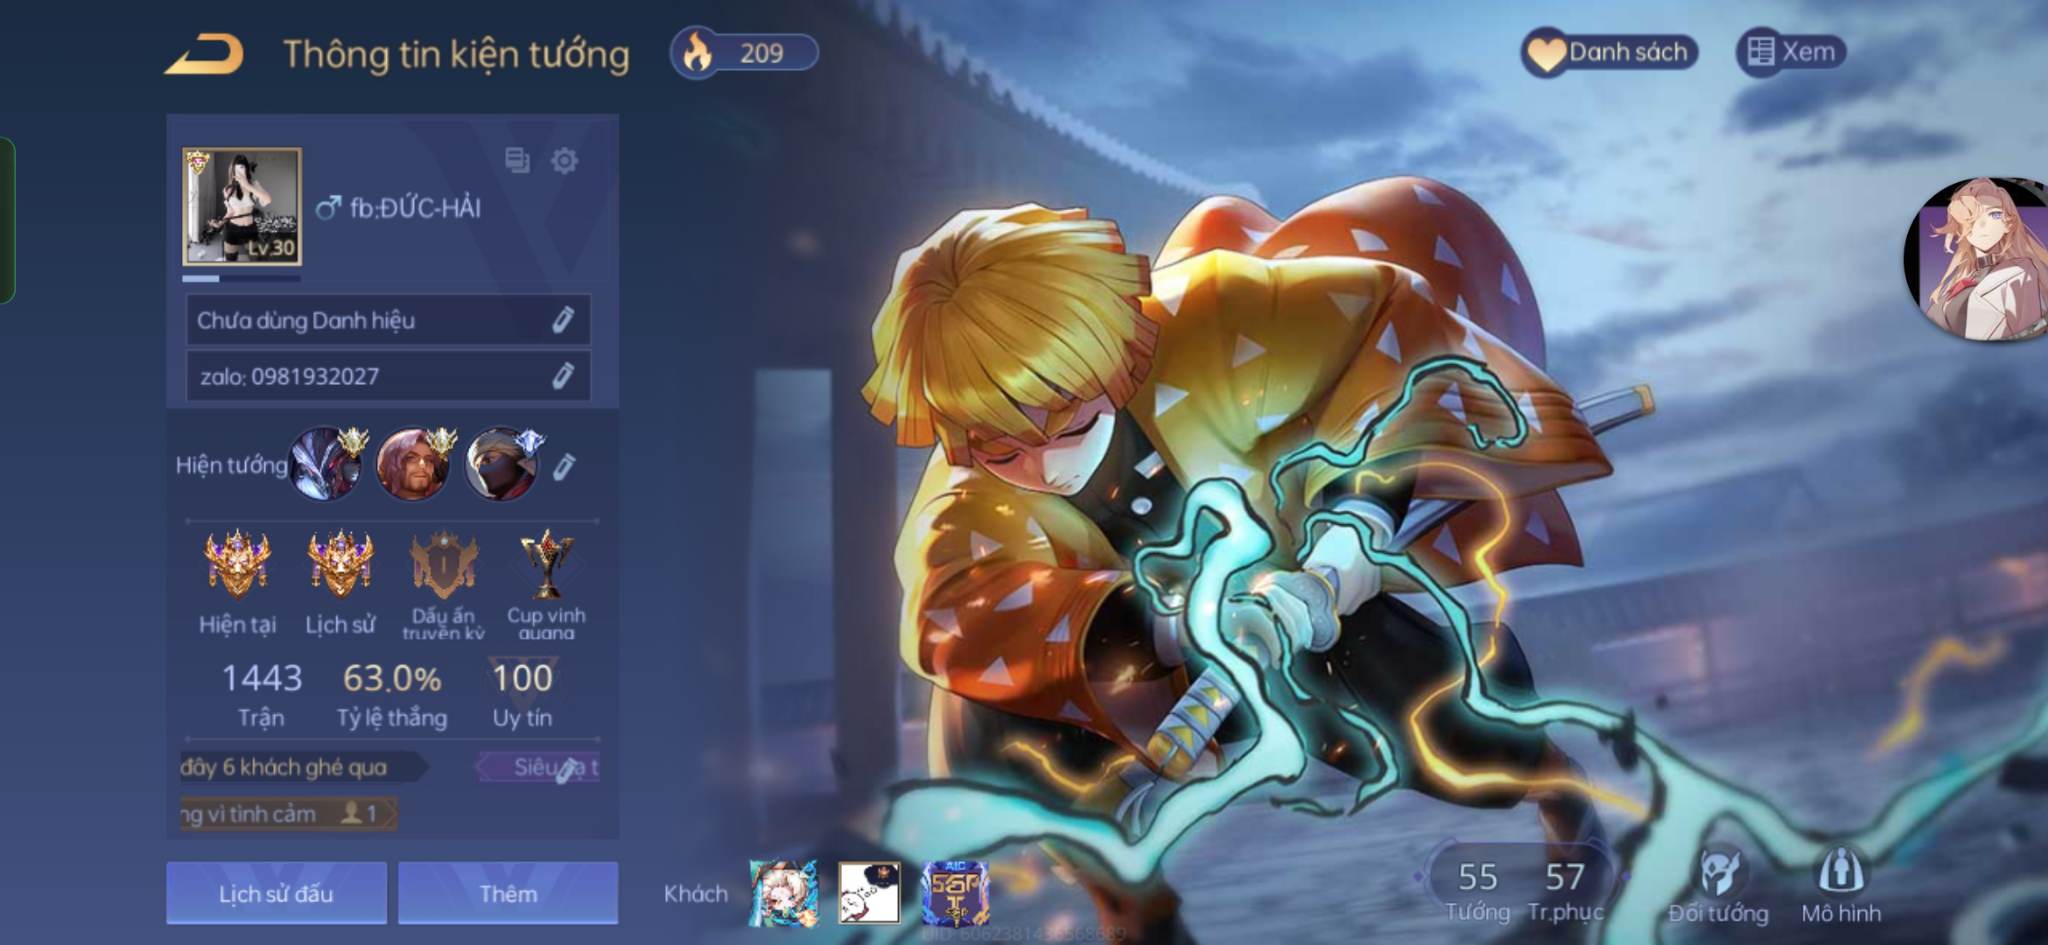 Thông tin kiện tướng
209
Danh sách
Xem
Lv.30
fb:ĐỨC-HẢI
Chưa dùng Danh hiệu
zalo: 0981932027
Hiện tướng
Hiện tại
Lịch sử
Dấu ấn truyền kỳ
Cup vinh quang
1443
63.0%
100
Trận
Tỷ lệ thắng
Uy tín
đây 6 khách ghé qua
Siêu
ng vì tình cảm
1
Lịch sử đấu
Thêm
Khách
AIC
55
57
Tướng
Tr.phục
Đổi tướng
Mô hình